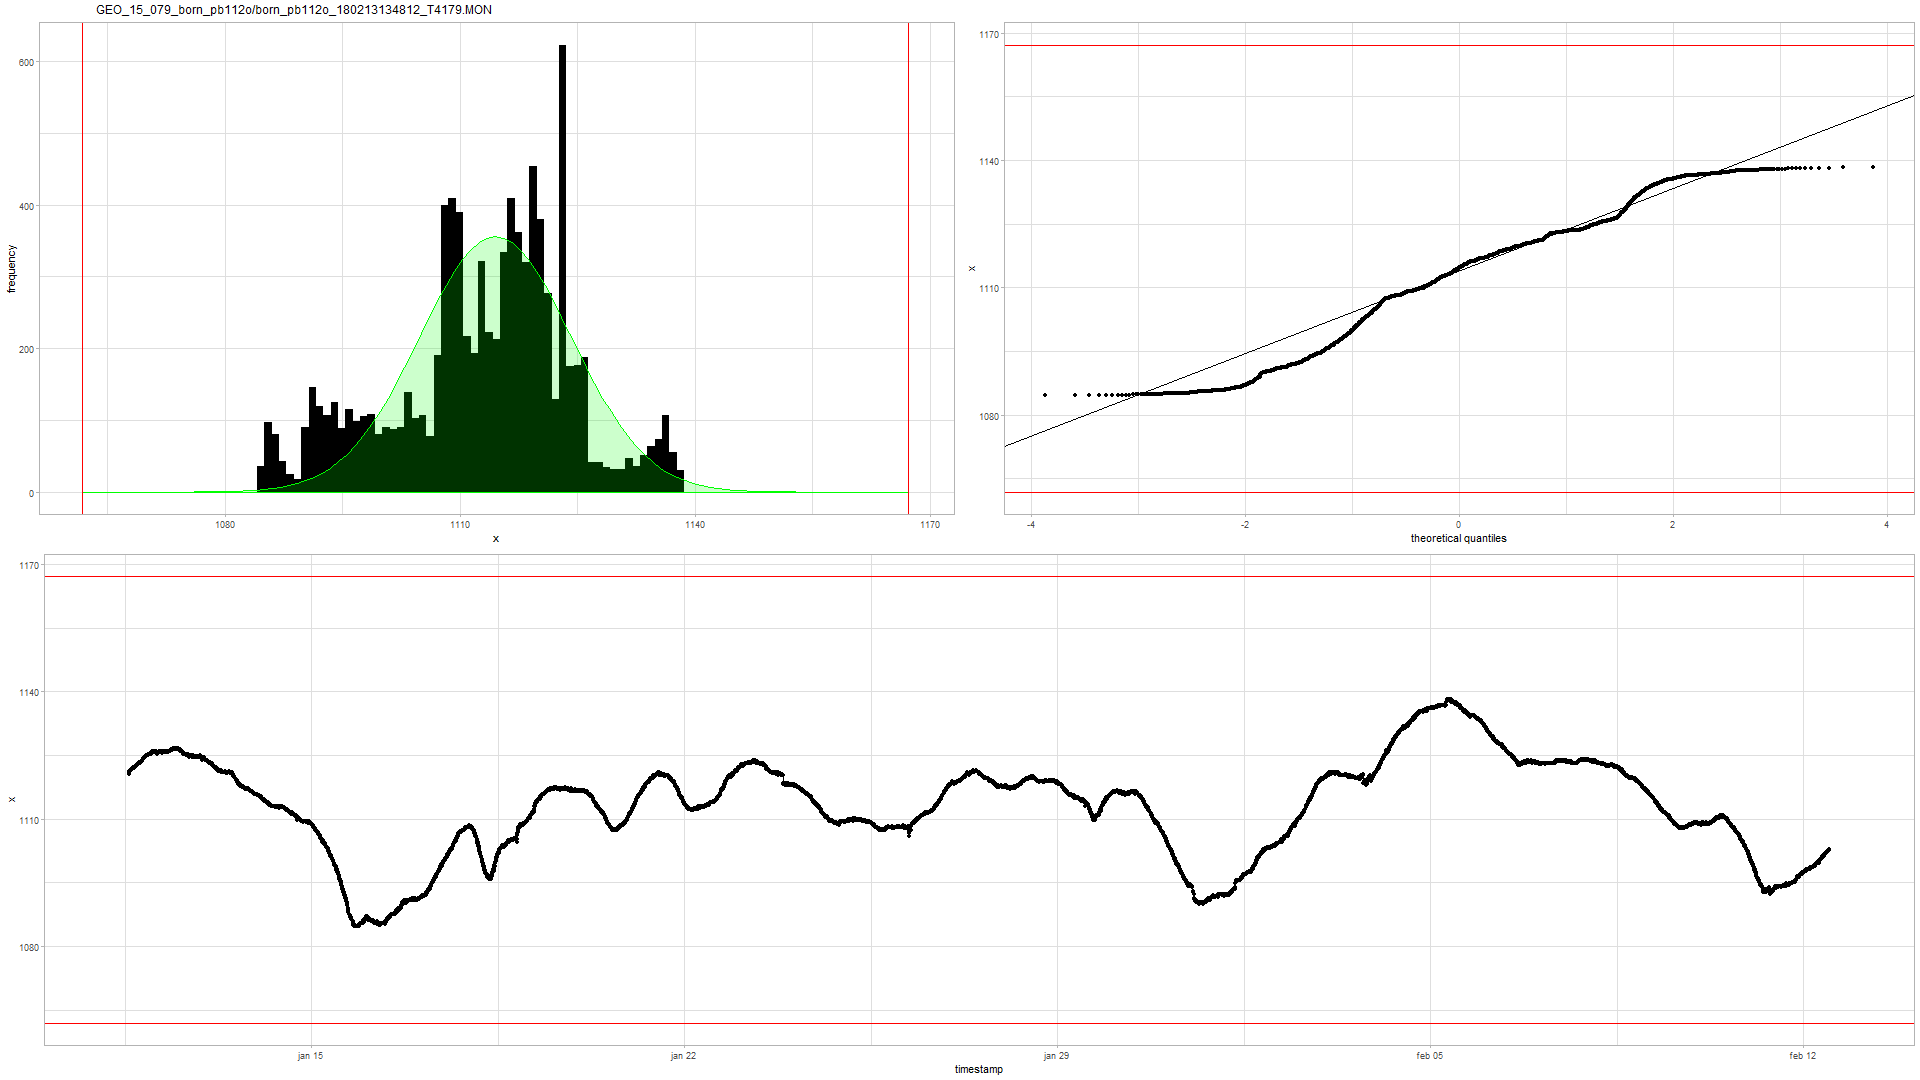 GEO_15_079_born_pb112o/born_pb112o_180213134812_T4179.MON
600
400
200
0
frequency
1080 1110 1140 1170
x
1170
1140
1110
1080
x
-4 -2 0 2 4
theoretical quantiles
1170
1140
1110
1080
x
jan 15 jan 22 jan 29 feb 05 feb 12
timestamp